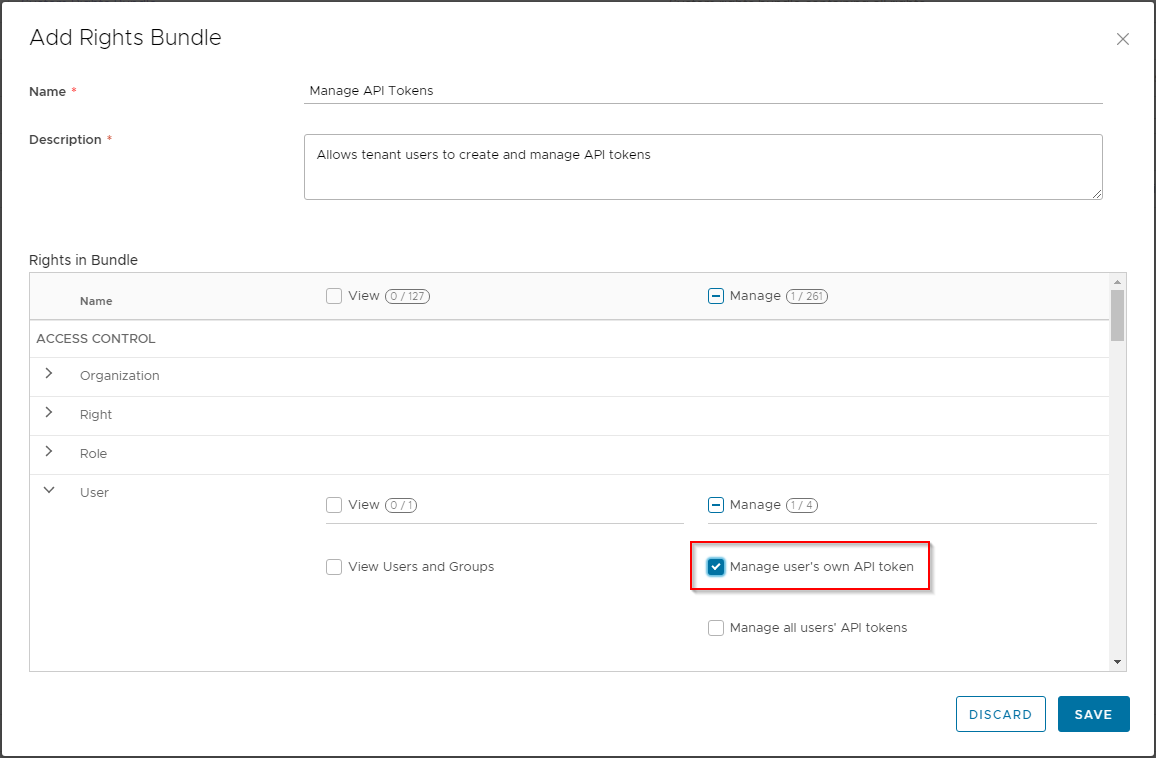 Add Rights Bundle
Name *
Manage API Tokens
Description *
Allows tenant users to create and manage API tokens
Rights in Bundle
Name View 0 / 127 Manage 1 / 261
ACCESS CONTROL
Organization
Right
Role
User
View 0 / 1 Manage 1 / 4
View Users and Groups Manage user's own API token
Manage all users' API tokens
DISCARD SAVE